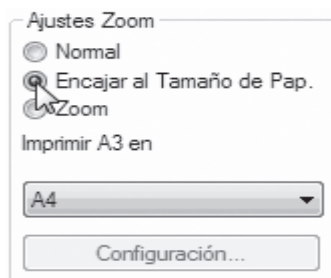 Ajustes Zoom
Normal
Encajar al Tamaño de Pap.
Zoom
Imprimir A3 en
A4
Configuración...